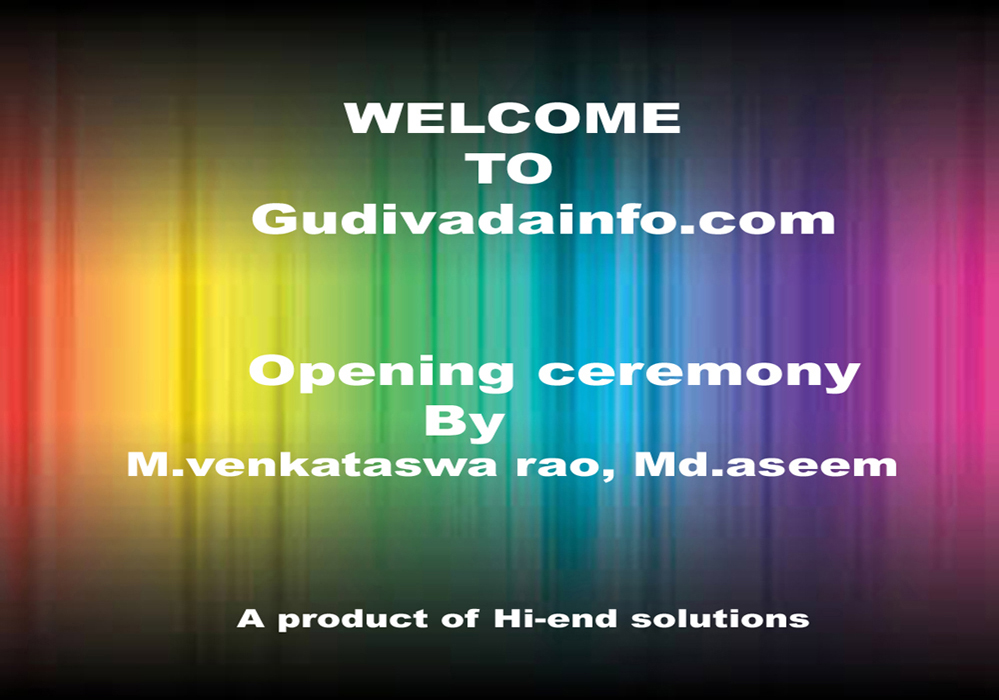 WELCOME
TO
Gudivadainfo.com
Opening ceremony
By
M.venkataswa rao, Md.aseem
A product of Hi-end solutions